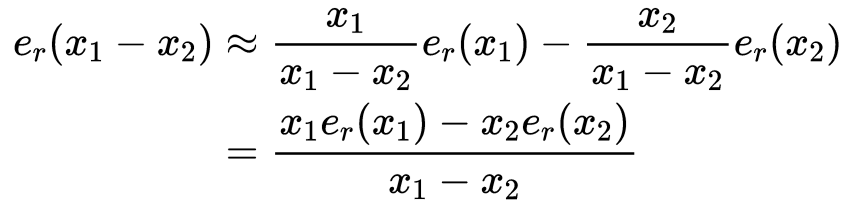 $e_r(x_1 - x_2) \approx \frac{x_1}{x_1 - x_2} e_r(x_1) - \frac{x_2}{x_1 - x_2} e_r(x_2)$
$= \frac{x_1 e_r(x_1) - x_2 e_r(x_2)}{x_1 - x_2}$